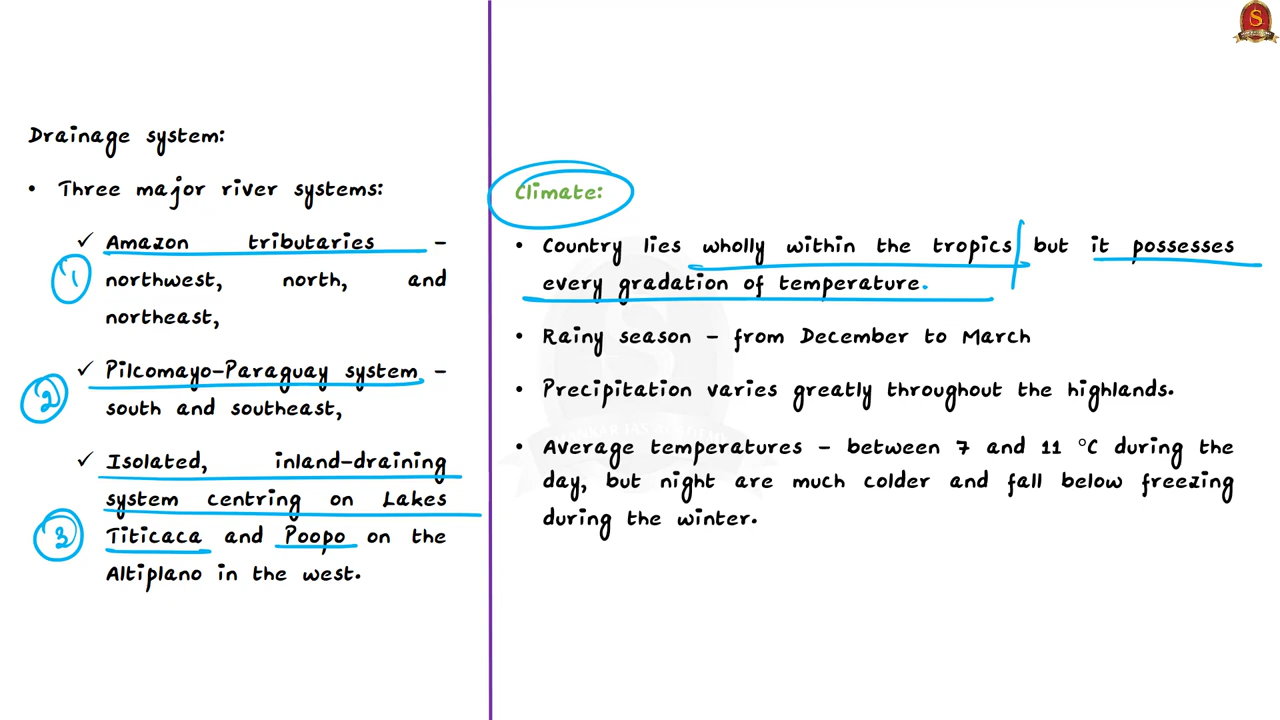 Drainage system:
• Three major river systems:
✓ Amazon tributaries –
northwest, north, and
northeast,
1
✓ Pilcomayo-Paraguay system –
south and southeast,
2
✓ Isolated, inland-draining
system centring on Lakes
Titicaca and Poopo on the
Altiplano in the west.
3
Climate:
• Country lies wholly within the tropics but it possesses
every gradation of temperature.
• Rainy season – from December to March
• Precipitation varies greatly throughout the highlands.
• Average temperatures – between 7 and 11 °C during the
day, but night are much colder and fall below freezing
during the winter.